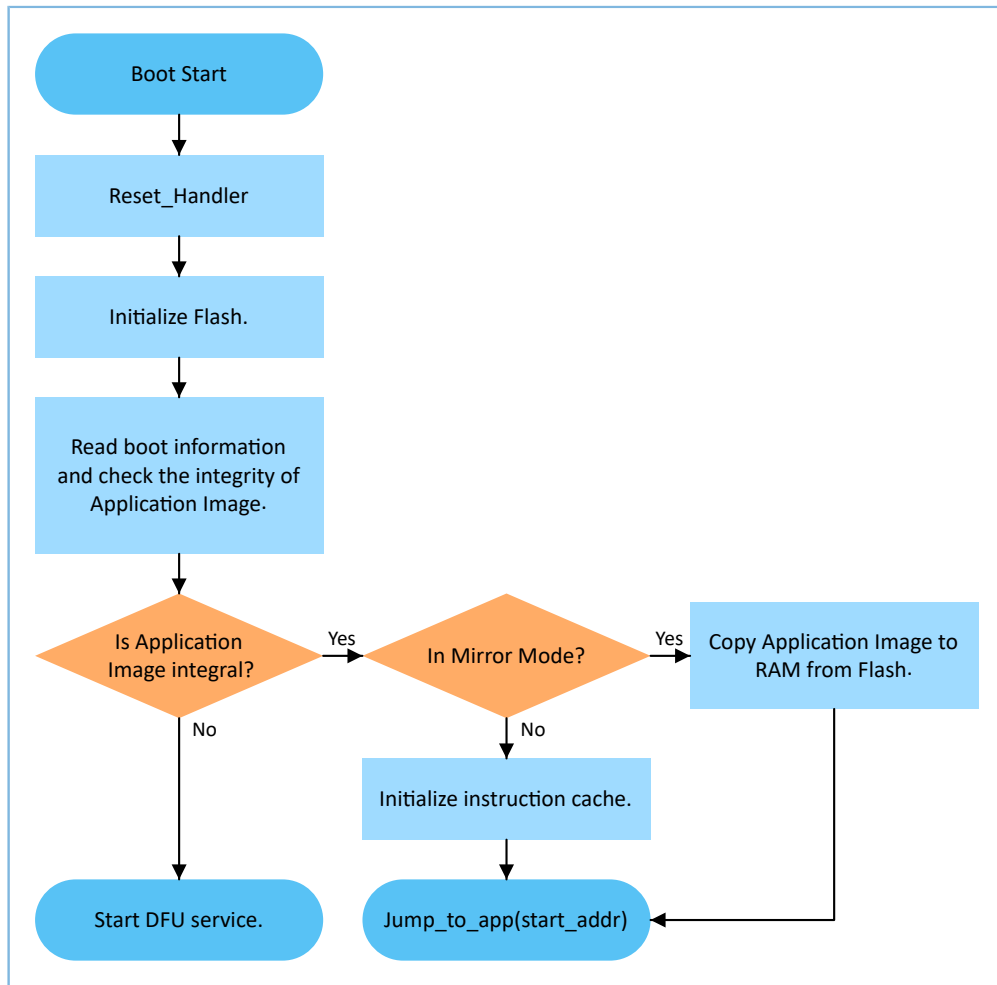 Boot Start
Reset_Handler
Initialize Flash.
Read boot information
and check the integrity of
Application Image.
Is Application
Image integral?
Yes
In Mirror Mode?
Yes
Copy Application Image to
RAM from Flash.
No
No
Initialize instruction cache.
Start DFU service.
Jump_to_app(start_addr)